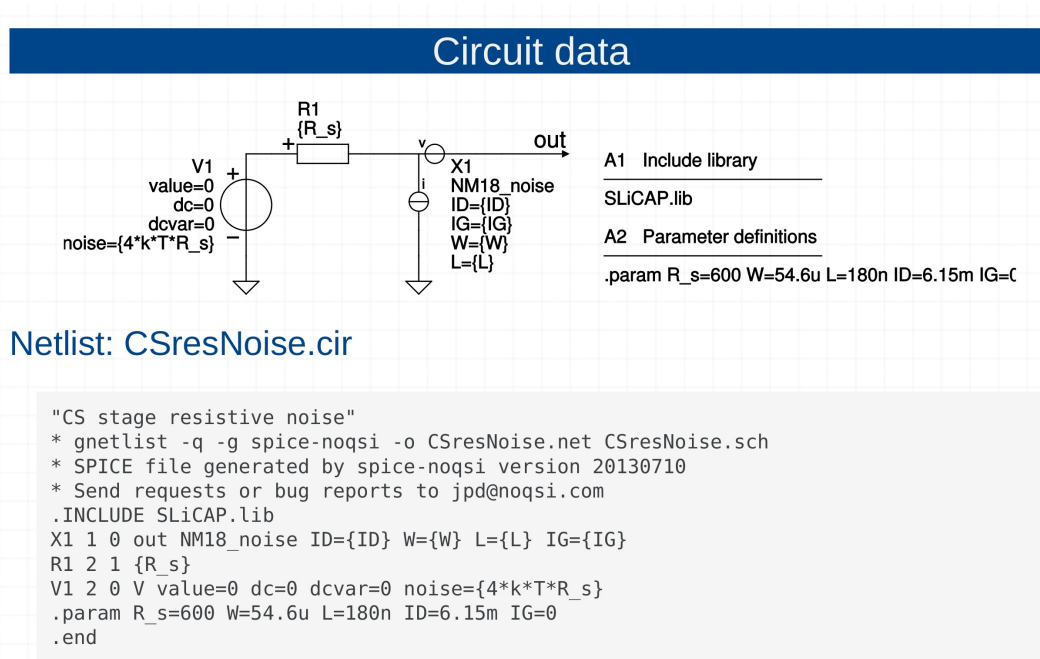 Circuit data
R1
{R_s}
+
v
out
V1
+
value=0
dc=0
dcvar=0
noise={4*k*T*R_s}
−
i
X1
NM18_noise
ID={ID}
IG={IG}
W={W}
L={L}
A1 Include library
SLiCAP.lib
A2 Parameter definitions
.param R_s=600 W=54.6u L=180n ID=6.15m IG=
Netlist: CSresNoise.cir
"CS stage resistive noise"
* gnetlist -q -g spice-noqsi -o CSresNoise.net CSresNoise.sch
* SPICE file generated by spice-noqsi version 20130710
* Send requests or bug reports to jpd@noqsi.com
.INCLUDE SLiCAP.lib
X1 1 0 out NM18_noise ID={ID} W={W} L={L} IG={IG}
R1 2 1 {R_s}
V1 2 0 V value=0 dc=0 dcvar=0 noise={4*k*T*R_s}
.param R_s=600 W=54.6u L=180n ID=6.15m IG=0
.end